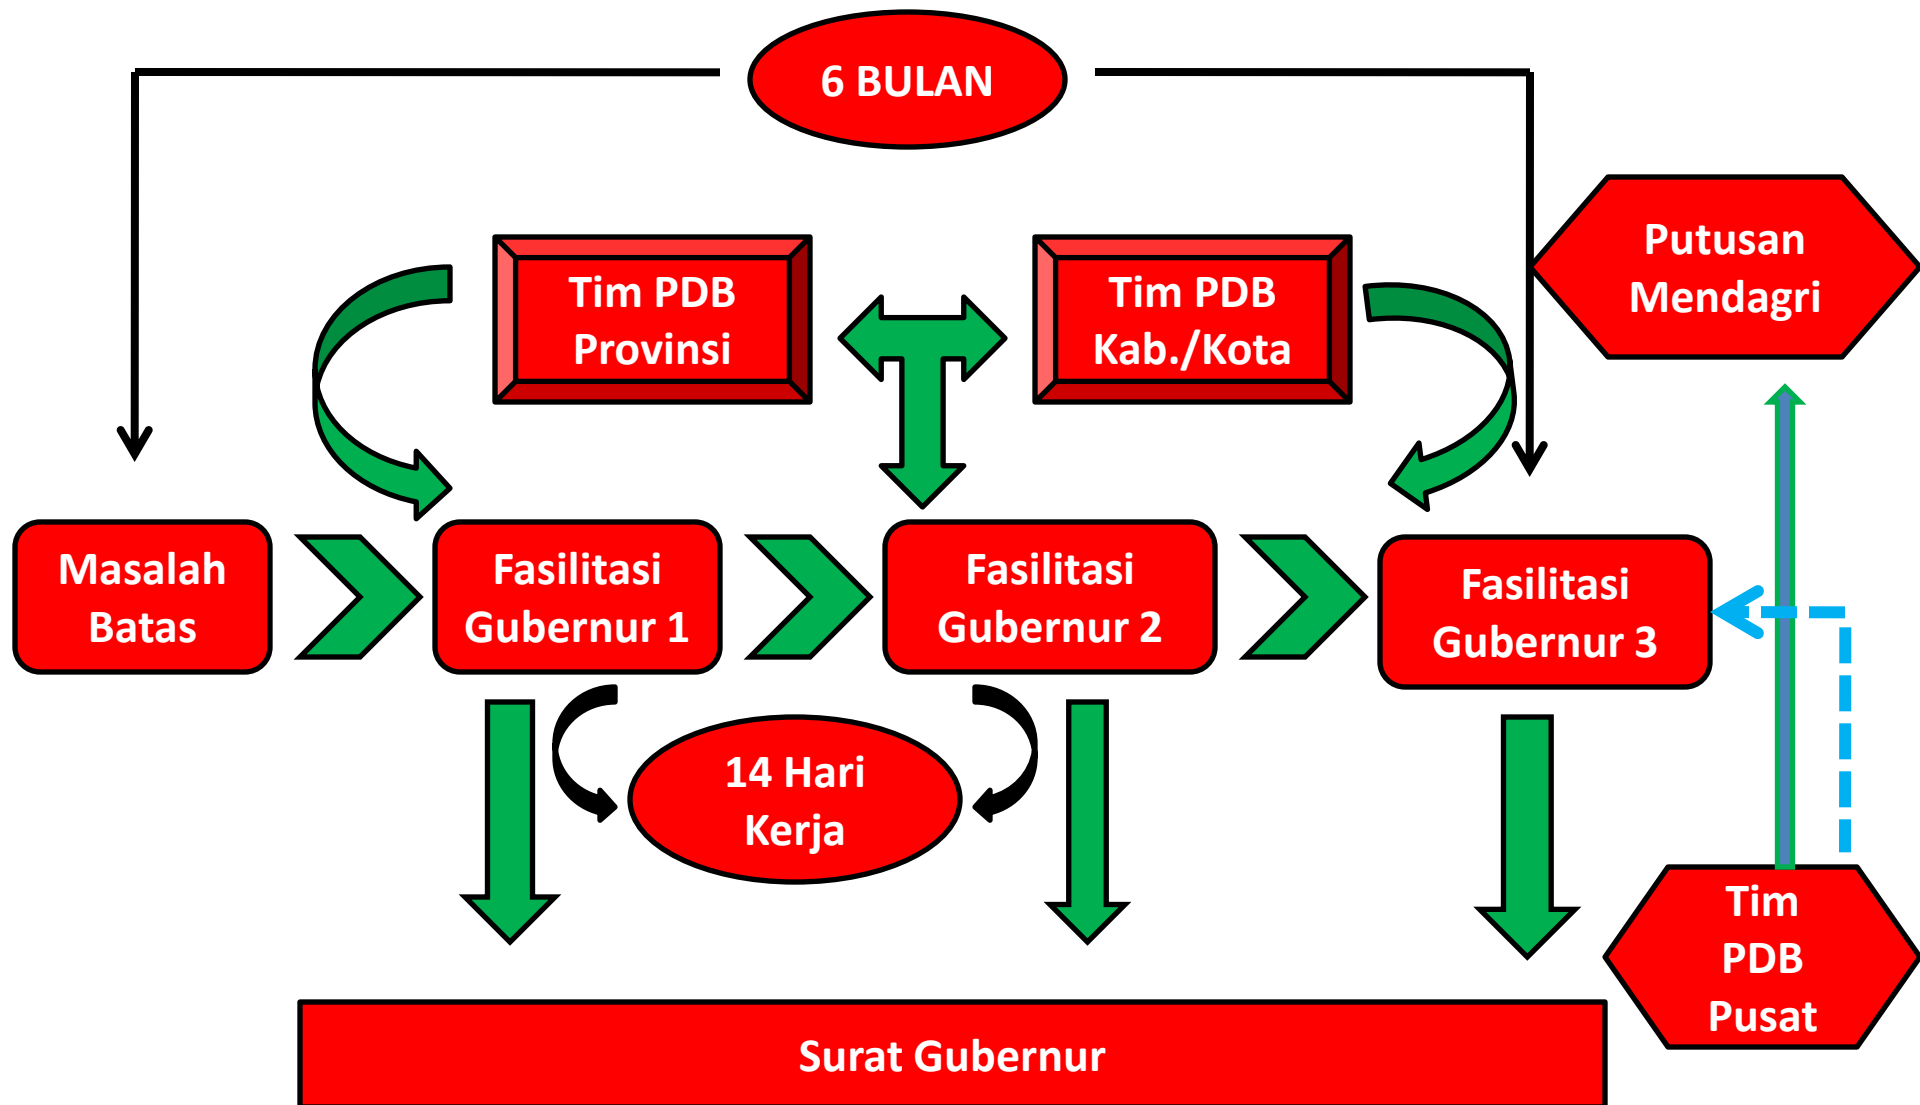 6 BULAN
Putusan
Mendagri
Tim PDB
Provinsi
Tim PDB
Kab./Kota
Masalah
Batas
Fasilitasi
Gubernur 1
Fasilitasi
Gubernur 2
Fasilitasi
Gubernur 3
14 Hari
Kerja
Tim
PDB
Pusat
Surat Gubernur